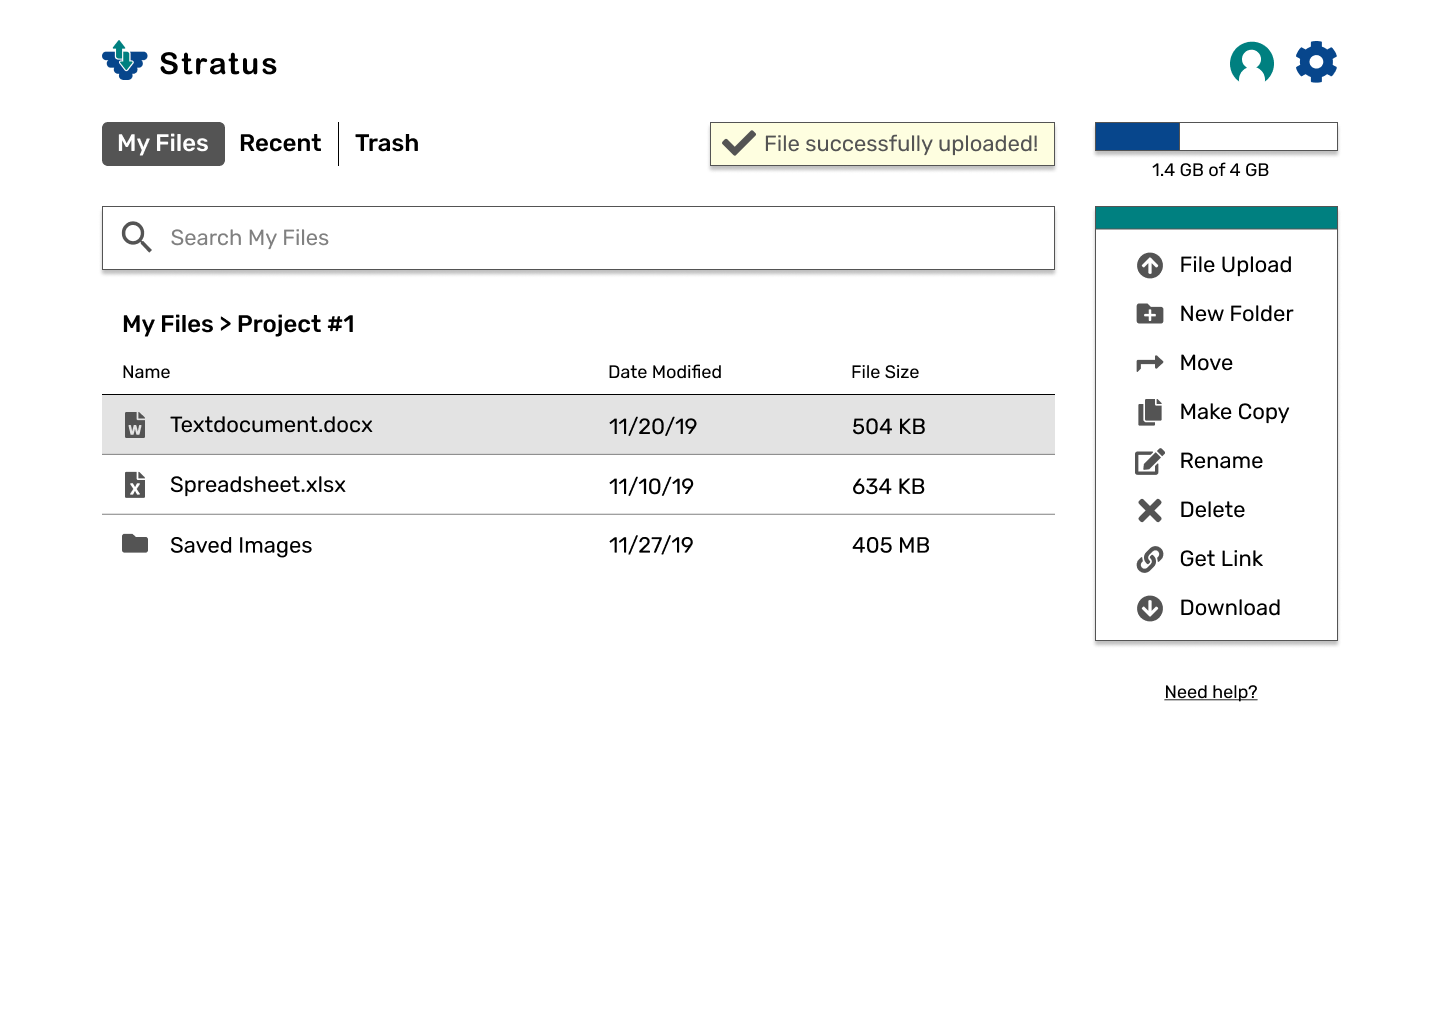 Stratus
My Files
Recent
Trash
File successfully uploaded!
1.4 GB of 4 GB
Search My Files
My Files > Project #1
Name Date Modified File Size
W Textdocument.docx 11/20/19 504 KB
X Spreadsheet.xlsx 11/10/19 634 KB
Saved Images 11/27/19 405 MB
File Upload
New Folder
Move
Make Copy
Rename
Delete
Get Link
Download
Need help?